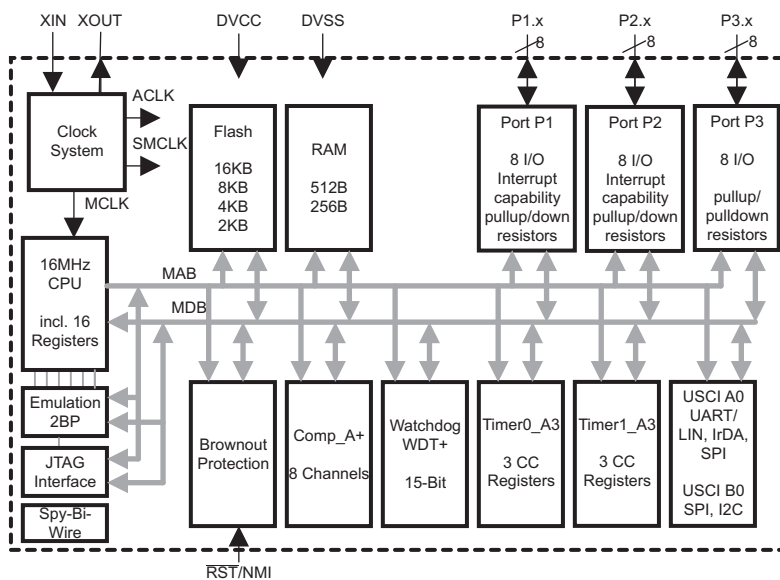 XIN XOUT
DVCC
DVSS
P1.x
8
P2.x
8
P3.x
8
Clock
System
ACLK
SMCLK
MCLK
Flash
16KB
8KB
4KB
2KB
RAM
512B
256B
Port P1
8 I/O
Interrupt
capability
pullup/down
resistors
Port P2
8 I/O
Interrupt
capability
pullup/down
resistors
Port P3
8 I/O
pullup/
pulldown
resistors
16MHz
CPU
incl. 16
Registers
MAB
MDB
Emulation
2BP
JTAG
Interface
Spy-Bi-
Wire
Brownout
Protection
Comp_A+
8 Channels
Watchdog
WDT+
15-Bit
Timer0_A3
3 CC
Registers
Timer1_A3
3 CC
Registers
USCI A0
UART/
LIN, IrDA,
SPI
USCI B0
SPI, I2C
RST/NMI